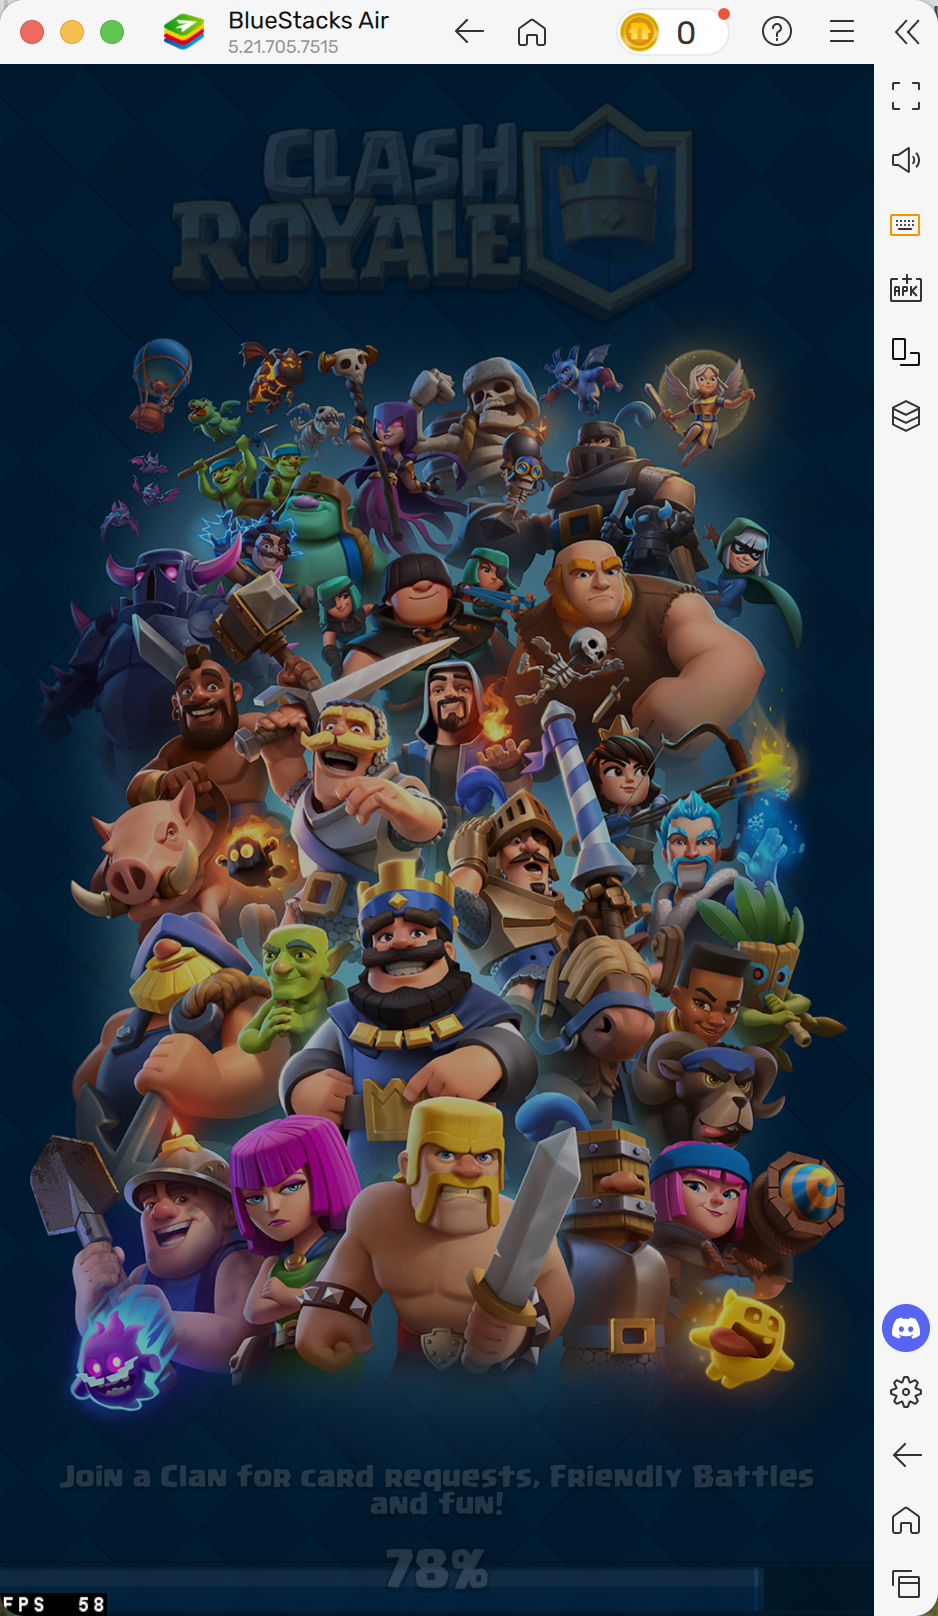 BlueStacks Air
5.21.705.7515
0
APK
CLASH
ROYALE
Join a Clan for card requests, Friendly Battles
and fun!
78%
FPS 58